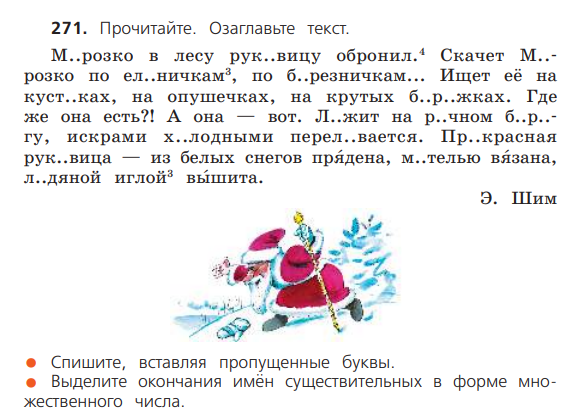 271. Прочитайте. Озаглавьте текст.
М..розко в лесу рук..вицу обронил.⁴ Скачет М..-
розко по ел..ничкам³, по б..резничкам... Ищет её на
куст..ках, на опушечках, на крутых б..р..жках. Где
же она есть?! А она — вот. Л..жит на р..чном б..р..-
гу, искрами х..лодными перел..вается. Пр..красная
рук..вица — из белых снегов пря́дена, м..телью вя́зана,
л..дяной иглой³ вы́шита.
Э. Шим
● Спишите, вставляя пропущенные буквы.
● Выделите окончания имён существительных в форме мно-
жественного числа.